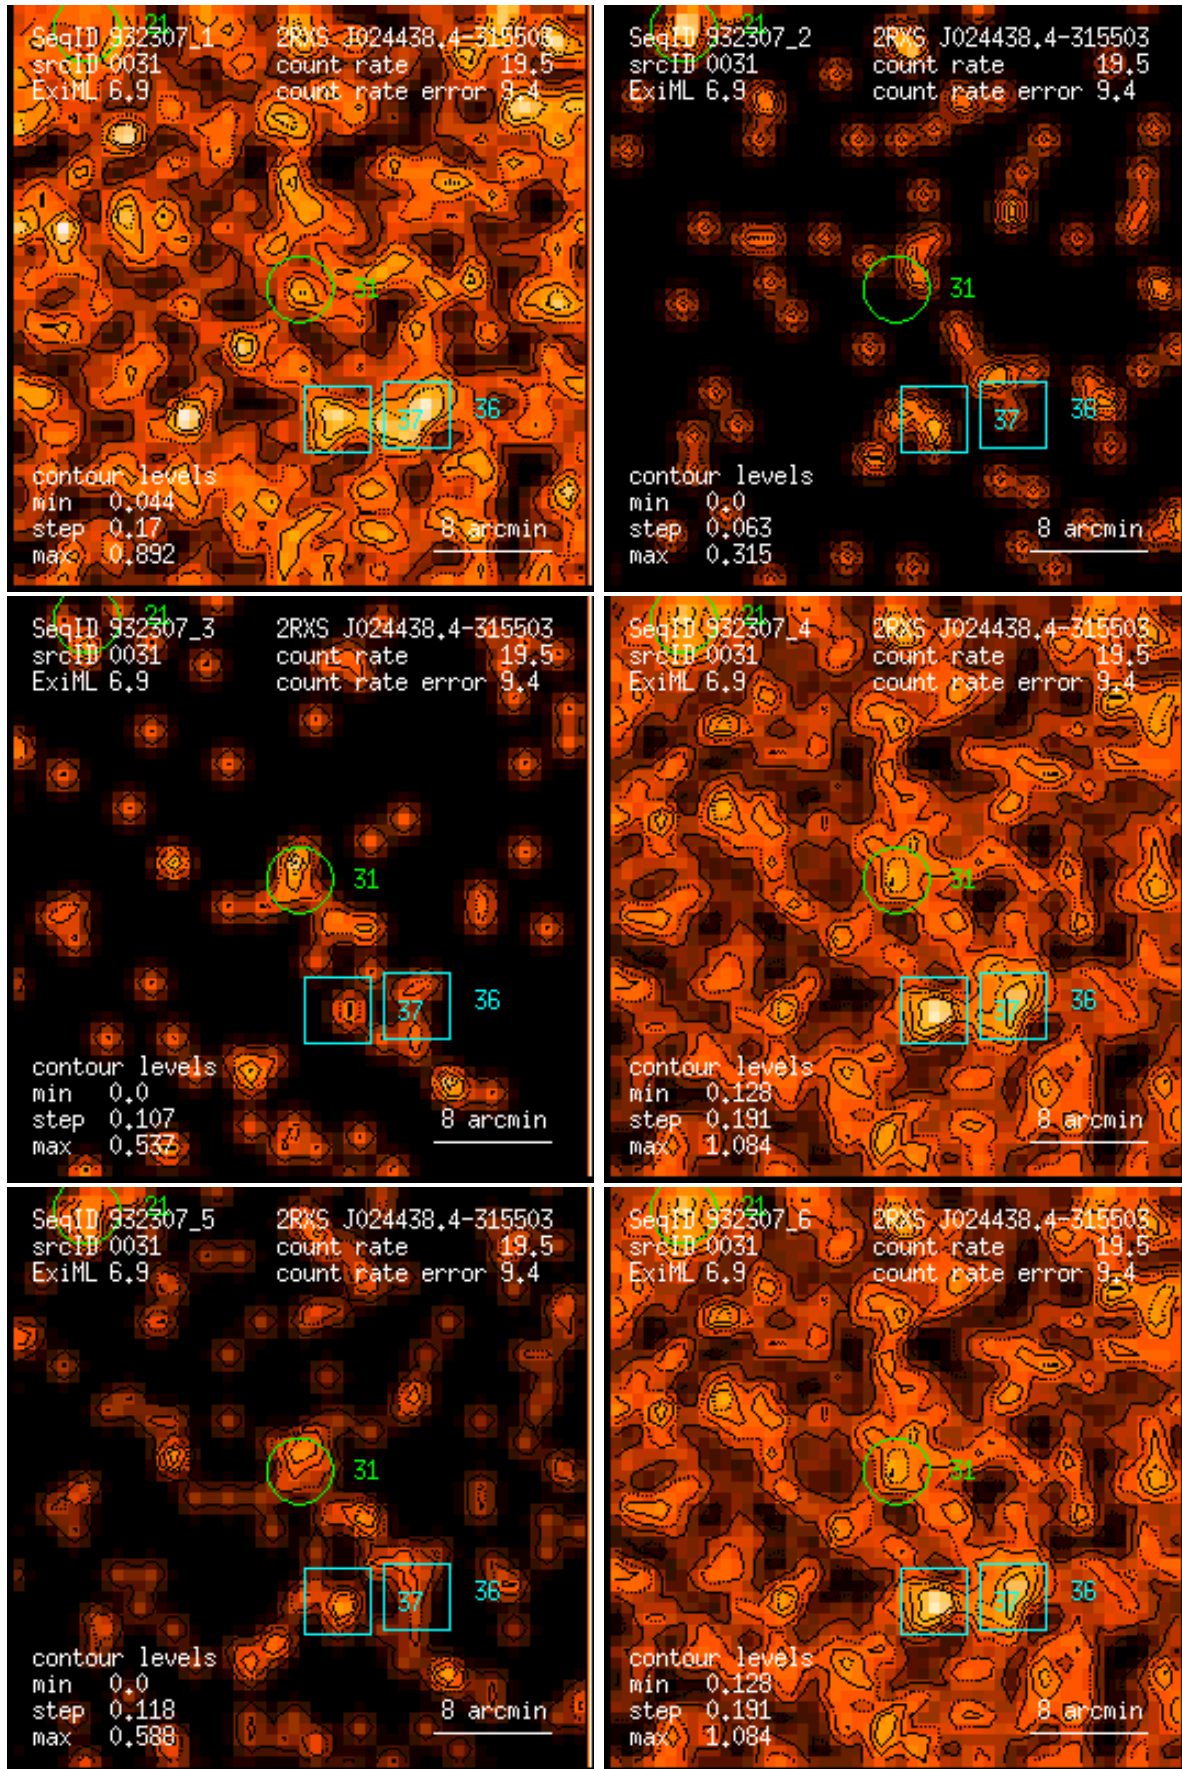 21
SeqID 932307_1 2RXS J024438.4-315503
srcID 0031 count rate 19.5
ExiML 6.9 count rate error 9.4
31
36
37
contour levels
min 0.044
step 0.17 8 arcmin
max 0.892
21
SeqID 932307_2 2RXS J024438.4-315503
srcID 0031 count rate 19.5
ExiML 6.9 count rate error 9.4
31
36
37
contour levels
min 0.0
step 0.063 8 arcmin
max 0.315
21
SeqID 932307_3 2RXS J024438.4-315503
srcID 0031 count rate 19.5
ExiML 6.9 count rate error 9.4
31
36
37
contour levels
min 0.0
step 0.107 8 arcmin
max 0.537
21
SeqID 932307_4 2RXS J024438.4-315503
srcID 0031 count rate 19.5
ExiML 6.9 count rate error 9.4
31
36
37
contour levels
min 0.128
step 0.191 8 arcmin
max 1.084
21
SeqID 932307_5 2RXS J024438.4-315503
srcID 0031 count rate 19.5
ExiML 6.9 count rate error 9.4
31
36
37
contour levels
min 0.0
step 0.118 8 arcmin
max 0.588
21
SeqID 932307_6 2RXS J024438.4-315503
srcID 0031 count rate 19.5
ExiML 6.9 count rate error 9.4
31
36
37
contour levels
min 0.128
step 0.191 8 arcmin
max 1.084